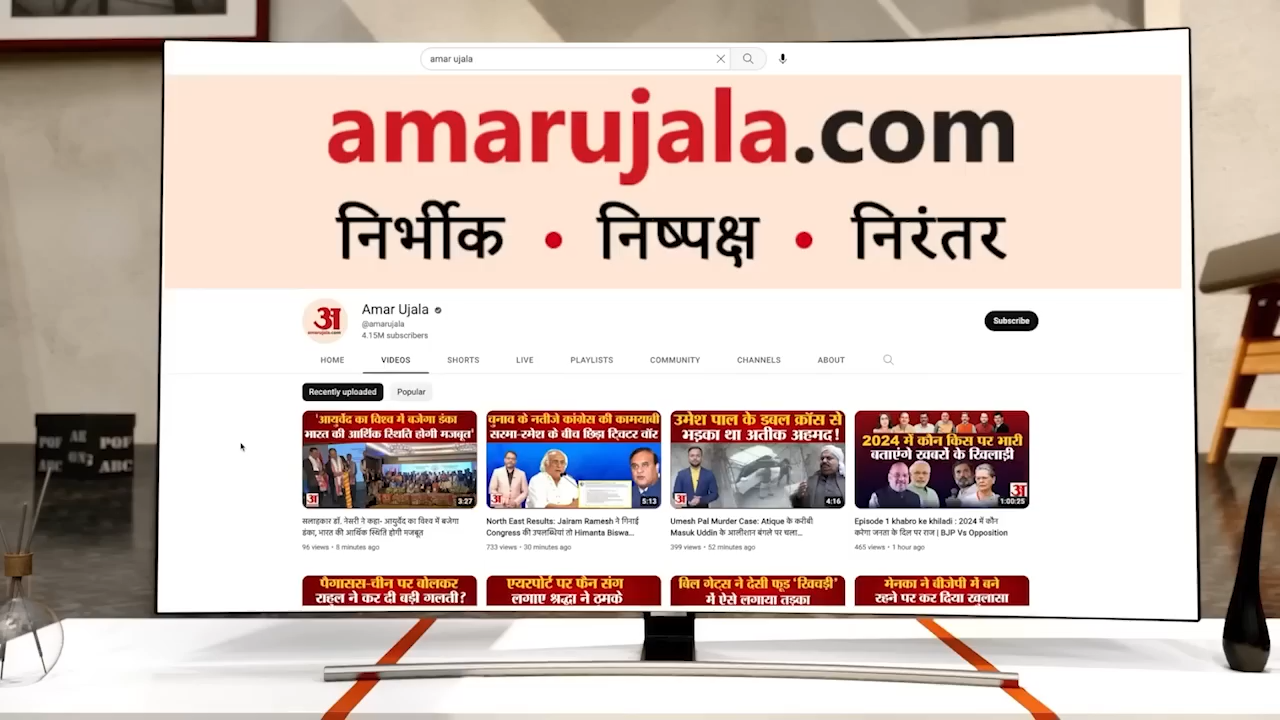 amar ujala
amarujala.com
निर्भीक • निष्पक्ष • निरंतर
अ
amarujala.com
Amar Ujala
@amarujala
4.15M subscribers
Subscribe
HOME VIDEOS SHORTS LIVE PLAYLISTS COMMUNITY CHANNELS ABOUT
Recently uploaded Popular
'आयुर्वेद का विश्व में बजेगा डंका
भारत की आर्थिक स्थिति होगी मजबूत'
अ
3:27
चुनाव के नतीजे कांग्रेस की कामयाबी
सरमा-रमेश के बीच छिड़ा ट्विटर वॉर
अ
5:13
उमेश पाल के डबल क्रॉस से
भड़का था अतीक अहमद!
अ
4:16
2024 में कौन किस पर भारी
बताएंगे खबरों के खिलाड़ी
अ
1:00:25
सलाहकार डॉ. नेसरी ने कहा- आयुर्वेद का विश्व में बजेगा
डंका, भारत की आर्थिक स्थिति होगी मजबूत
96 views • 8 minutes ago
North East Results: Jairam Ramesh ने गिनाई
Congress की उपलब्धियां तो Himanta Biswa...
733 views • 30 minutes ago
Umesh Pal Murder Case: Atique के करीबी
Masuk Uddin के आलीशान बंगले पर चला...
399 views • 52 minutes ago
Episode 1 khabro ke khiladi : 2024 में कौन
करेगा जनता के दिल पर राज | BJP Vs Opposition
465 views • 1 hour ago
पैगासस-चीन पर बोलकर
राहुल ने कर दी बड़ी गलती?
एयरपोर्ट पर फैन संग
लगाए श्रद्धा ने ठुमके
बिल गेट्स ने देसी फूड 'खिचड़ी'
में ऐसे लगाया तड़का
मेनका ने बीजेपी में बने
रहने पर कर दिया खुलासा
POF POF
ABC ABC